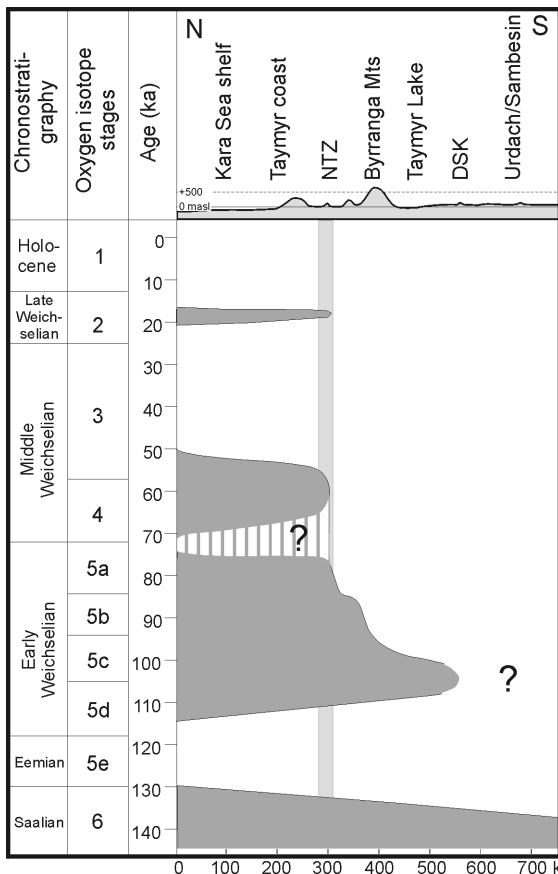 N
S
Chronostrati-
graphy
Oxygen isotope
stages
Age (ka)
Kara Sea shelf
Taymyr coast
NTZ
Byrranga Mts
Taymyr Lake
DSK
Urdach/Sambesin
+500
0 masl
Holo-
cene
1
Late
Weich-
selian
2
Middle
Weichselian
3
4
Early
Weichselian
5a
5b
5c
5d
Eemian
5e
Saalian
6
0
10
20
30
40
50
60
70
80
90
100
110
120
130
140
?
?
0 100 200 300 400 500 600 700 k